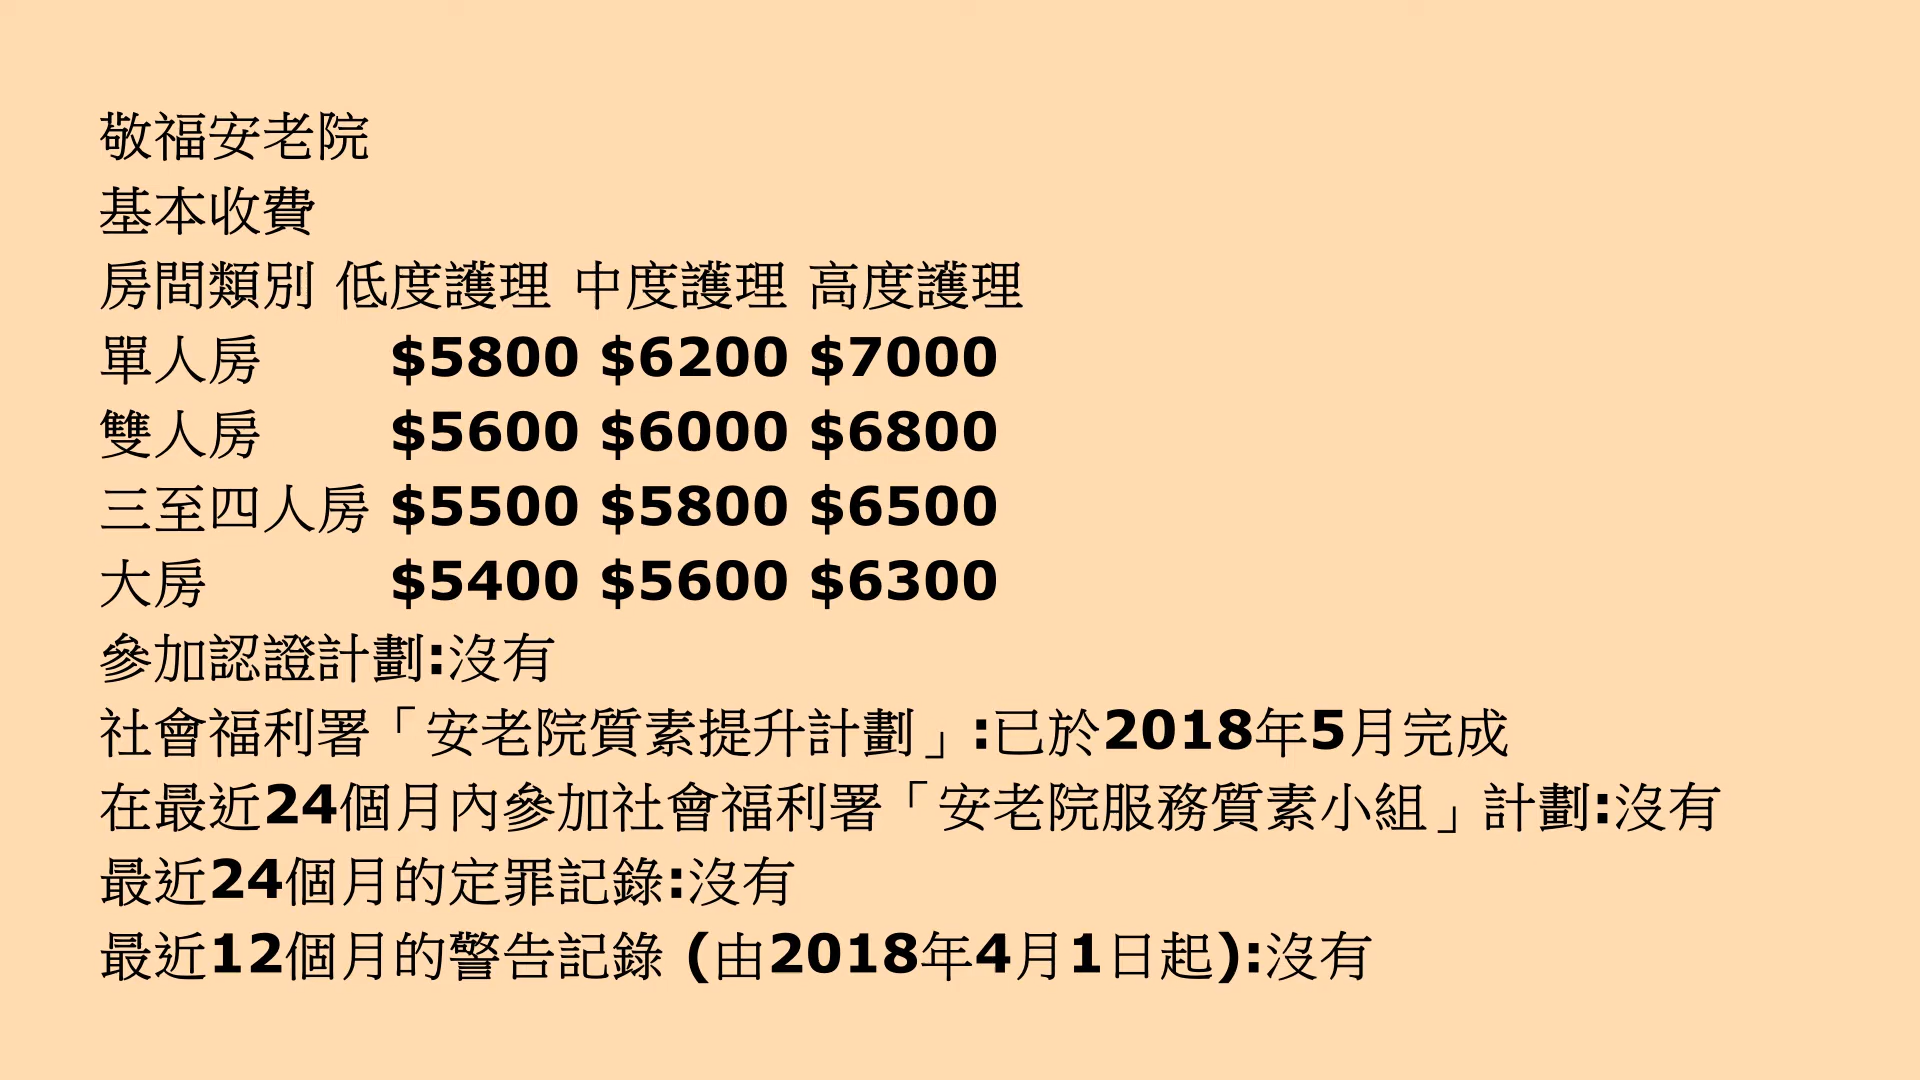 敬福安老院
基本收費
房間類別 低度護理 中度護理 高度護理
單人房 $5800 $6200 $7000
雙人房 $5600 $6000 $6800
三至四人房 $5500 $5800 $6500
大房 $5400 $5600 $6300
參加認證計劃:沒有
社會福利署「安老院質素提升計劃」:已於2018年5月完成
在最近24個月內參加社會福利署「安老院服務質素小組」計劃:沒有
最近24個月的定罪記錄:沒有
最近12個月的警告記錄 (由2018年4月1日起):沒有